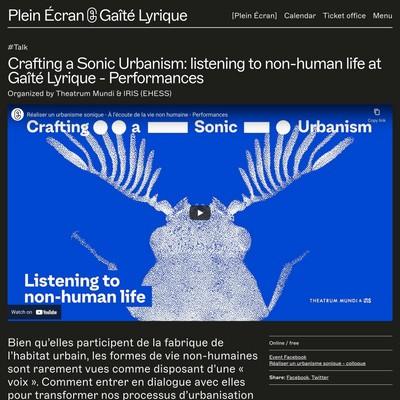 Plein Écran Gaîté Lyrique
[Plein Écran] Calendar Ticket office Menu
#Talk
Crafting a Sonic Urbanism: listening to non-human life at
Gaîté Lyrique - Performances
Organized by Theatrum Mundi & IRIS (EHESS)
Réaliser un urbanisme sonique - À l'écoute de la vie non humaine - Performances
Copy link
Crafting a Sonic Urbanism
Listening to
non-human life
THEATRUM MUNDI &
Watch on YouTube
Bien qu'elles participent de la fabrique de
l'habitat urbain, les formes de vie non-humaines
sont rarement vues comme disposant d'une «
voix ». Comment entrer en dialogue avec elles
pour transformer nos processus d'urbanisation
Online / free
Event Facebook
Réaliser un urbanisme sonique - colloque
Share: Facebook, Twitter